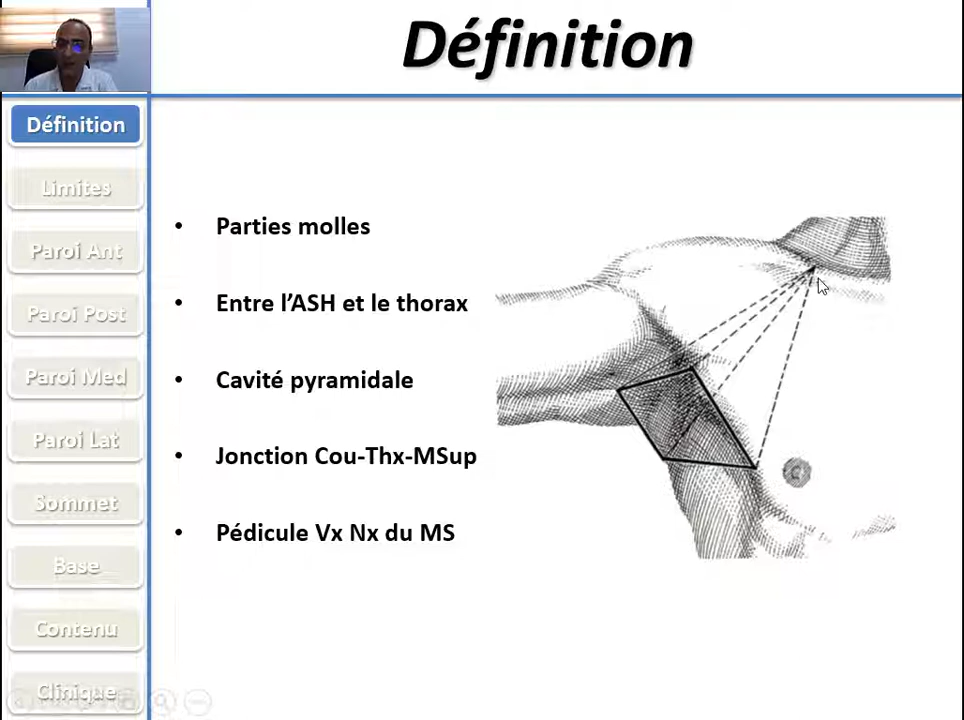 Définition
Définition
Limites
Paroi Ant
Paroi Post
Paroi Med
Paroi Lat
Sommet
Base
Contenu
Clinique
• Parties molles
• Entre l’ASH et le thorax
• Cavité pyramidale
• Jonction Cou-Thx-MSup
• Pédicule Vx Nx du MS